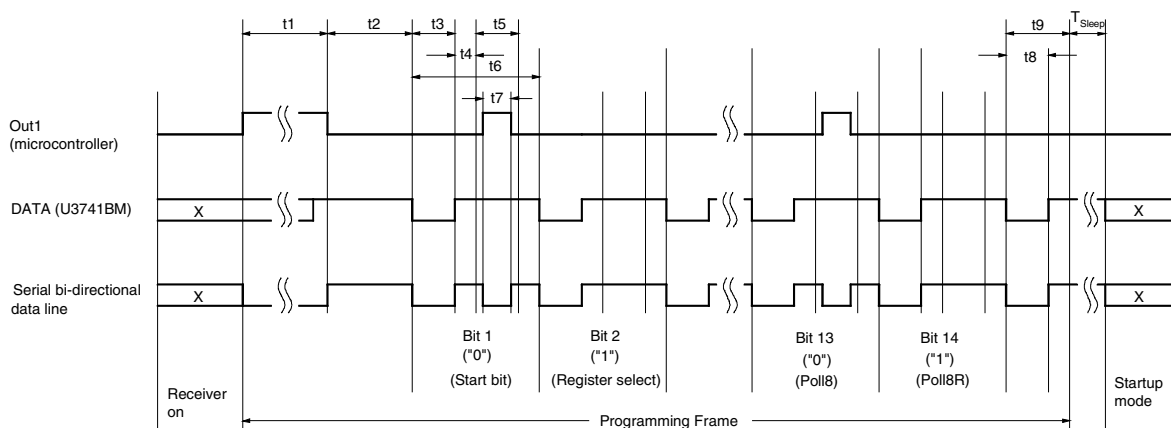 t1 t2 t3 t5 t9 TSleep
t4 t8
t6
t7
Out1
(microcontroller)
DATA (U3741BM)
X X
Serial bi-directional
data line
X X
Bit 1 Bit 2 Bit 13 Bit 14
("0") ("1") ("0") ("1")
(Start bit) (Register select) (Poll8) (Poll8R)
Receiver
on
Startup
mode
Programming Frame